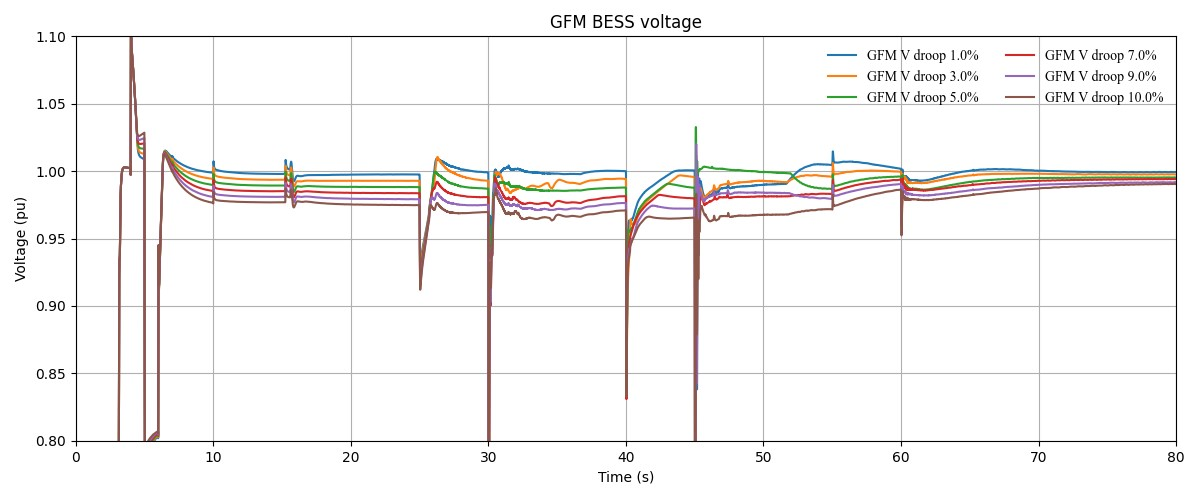 GFM BESS voltage
1.10
1.05
1.00
0.95
0.90
0.85
0.80
Voltage (pu)
GFM V droop 1.0%
GFM V droop 3.0%
GFM V droop 5.0%
GFM V droop 7.0%
GFM V droop 9.0%
GFM V droop 10.0%
0 10 20 30 40 50 60 70 80
Time (s)